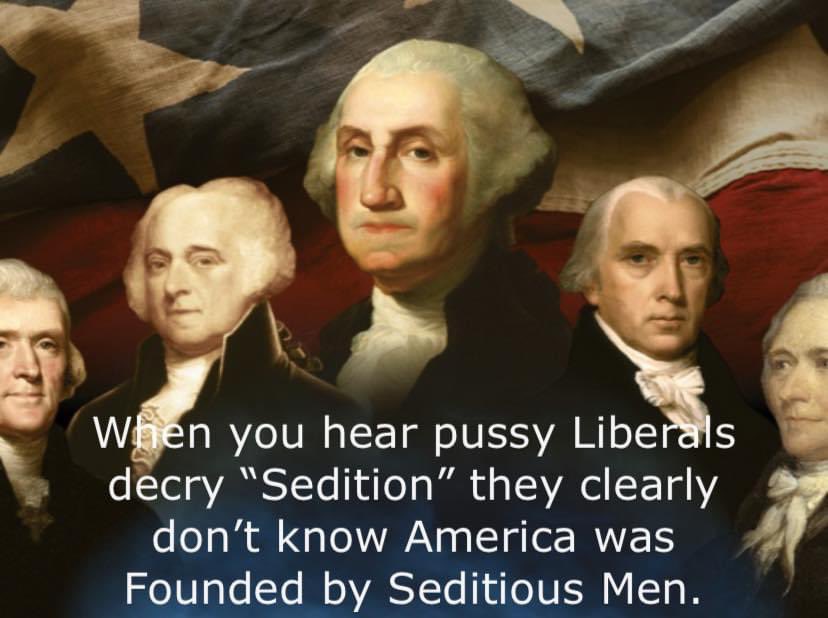 When you hear pussy Liberals
decry “Sedition” they clearly
don’t know America was
Founded by Seditious Men.